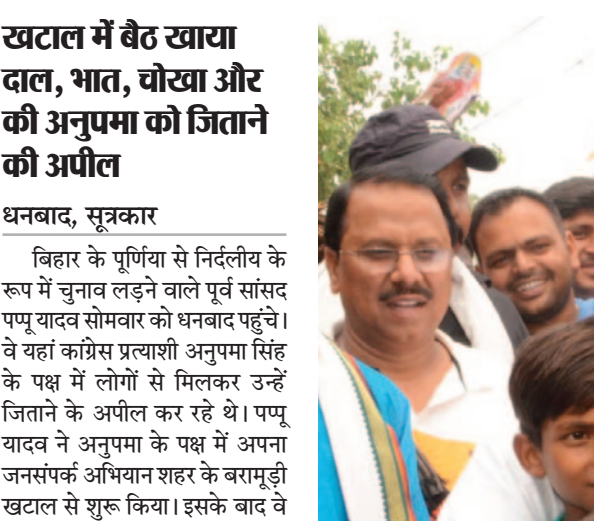 खटाल में बैठ खाया
दाल, भात, चोखा और
की अनुपमा को जिताने
की अपील
धनबाद, सूत्रकार
बिहार के पूर्णिया से निर्दलीय के
रूप में चुनाव लड़ने वाले पूर्व सांसद
पप्पू यादव सोमवार को धनबाद पहुंचे।
वे यहां कांग्रेस प्रत्याशी अनुपमा सिंह
के पक्ष में लोगों से मिलकर उन्हें
जिताने के अपील कर रहे थे। पप्पू
यादव ने अनुपमा के पक्ष में अपना
जनसंपर्क अभियान शहर के बरामूड़ी
खटाल से शुरू किया। इसके बाद वे